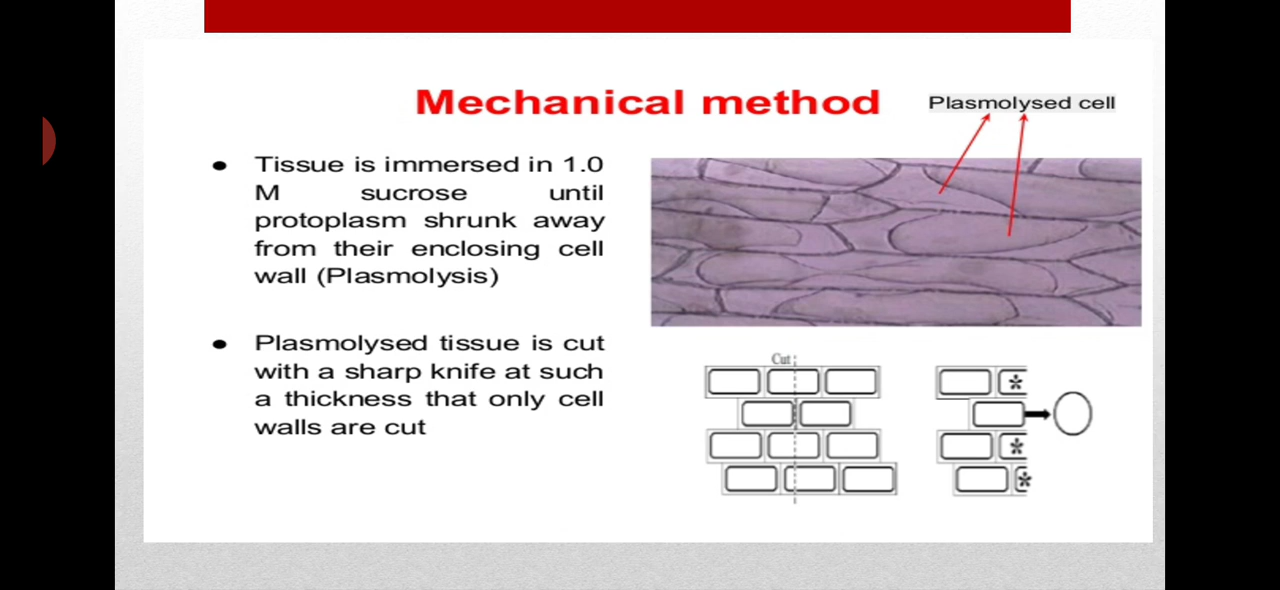 Mechanical method
Plasmolysed cell
● Tissue is immersed in 1.0
M sucrose until
protoplasm shrunk away
from their enclosing cell
wall (Plasmolysis)
● Plasmolysed tissue is cut
with a sharp knife at such
a thickness that only cell
walls are cut
Cut
*
*
*